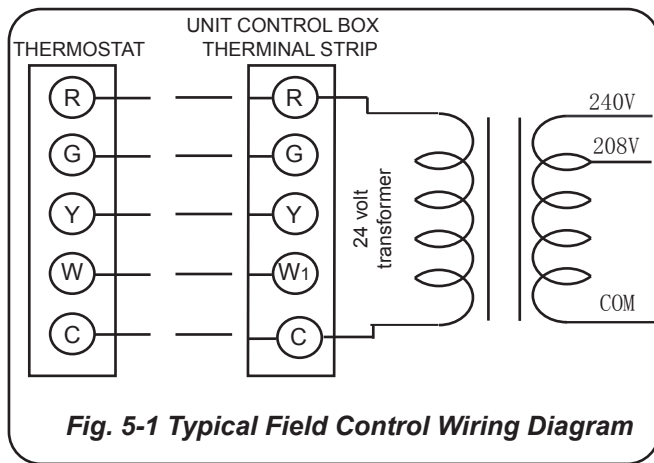 UNIT CONTROL BOX
THERMOSTAT THERMINAL STRIP
R R
240V
G G
208V
Y Y
24 volt
transformer
W W1
COM
C C
Fig. 5-1 Typical Field Control Wiring Diagram